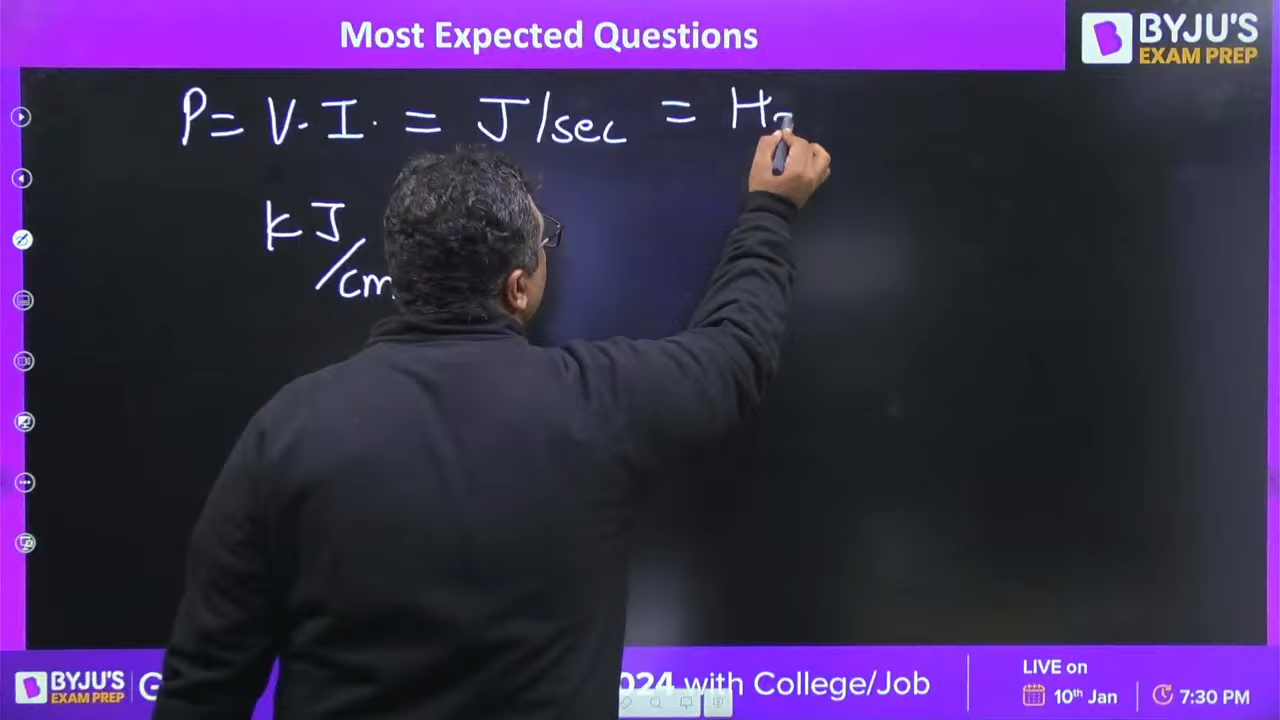 Most Expected Questions
BYJU'S
EXAM PREP
P = V. I. = J/sec = H
kJ
/cm
BYJU'S
EXAM PREP
G 024 with College/Job
LIVE on
10th Jan
7:30 PM